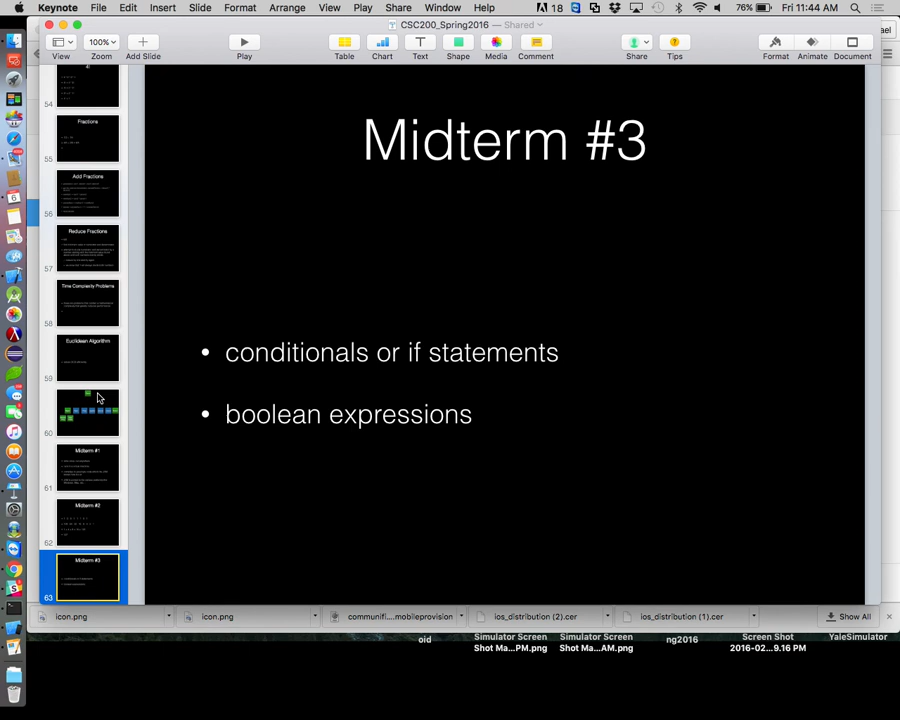 Keynote File Edit Insert Slide Format Arrange View Play Share Window Help 18 76% Fri 11:44 AM
CSC200_Spring2016 — Shared
100%
View Zoom Add Slide Play Table Chart Text Shape Media Comment Share Tips Format Animate Document
54
Fractions
55
Add Fractions
56
Reduce Fractions
57
Time Complexity Problems
58
Euclidean Algorithm
59
60
Midterm #1
61
Midterm #2
62
Midterm #3
63
Midterm #3
• conditionals or if statements
• boolean expressions
icon.png icon.png communifi....mobileprovision ios_distribution (2).cer ios_distribution (1).cer Show All
oid Simulator Screen Simulator Screen ng2016 Screen Shot YaleSimulator
Shot Ma...PM.png Shot Ma...AM.png 2016-02...9.16 PM